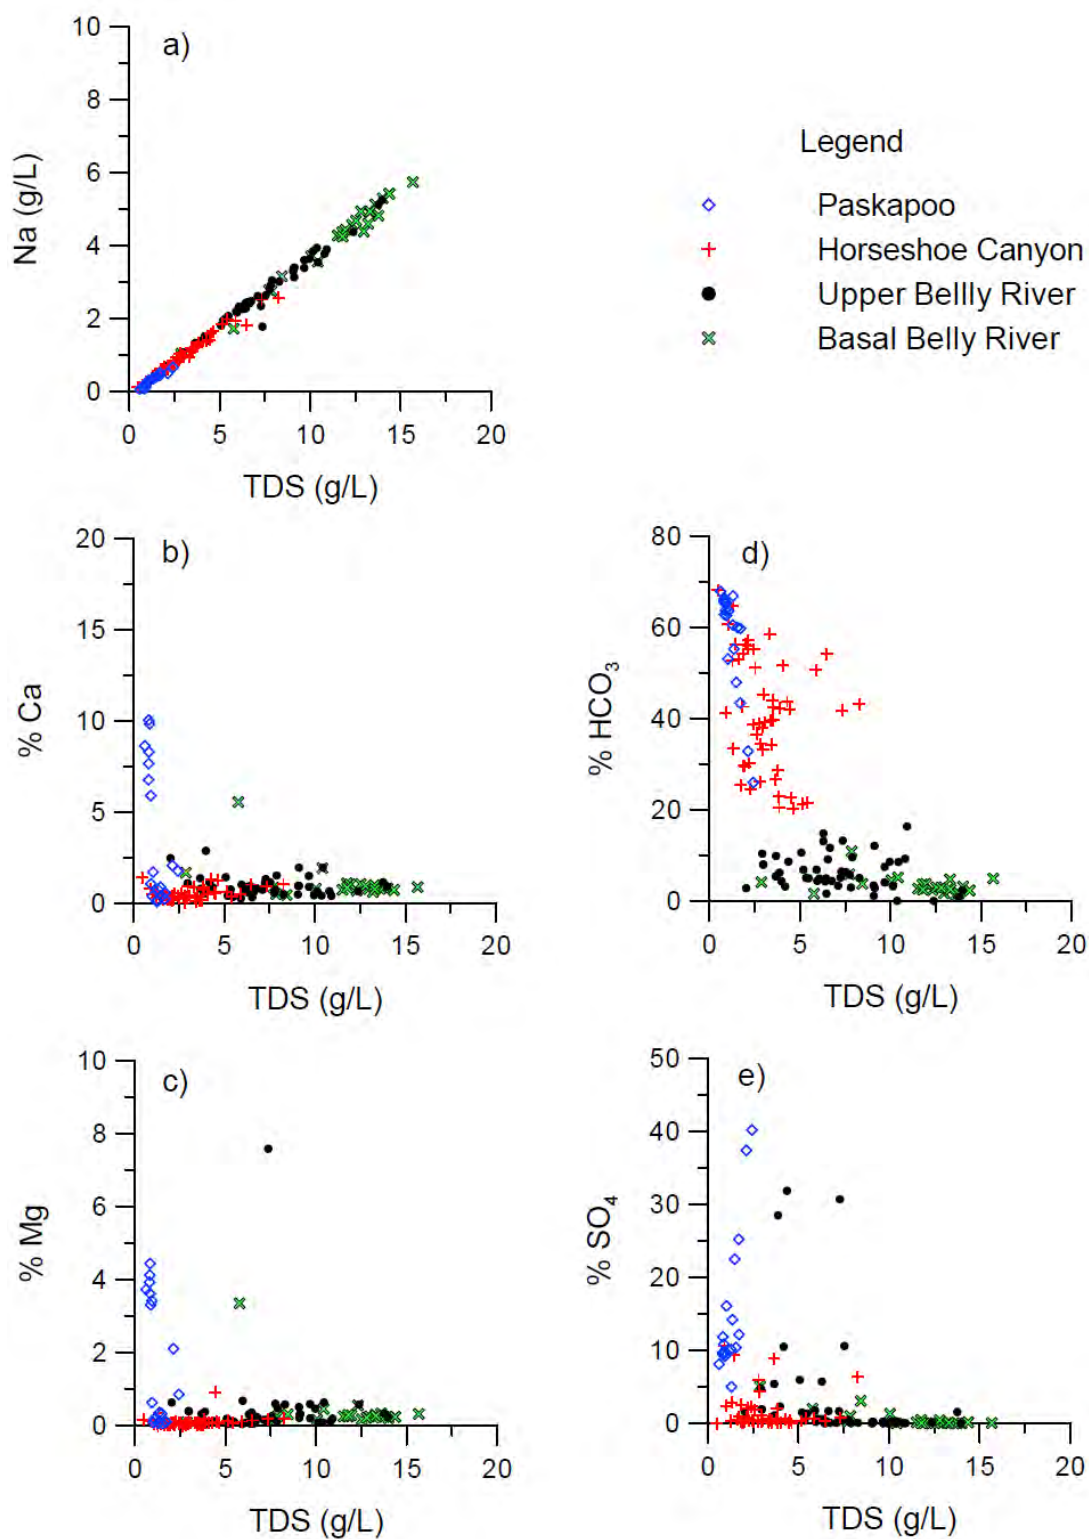 a)
10
8
6
4
2
0
Na (g/L)
0 5 10 15 20
TDS (g/L)
Legend
Paskapoo
Horseshoe Canyon
Upper Bellly River
Basal Belly River
b)
20
15
10
5
0
% Ca
0 5 10 15 20
TDS (g/L)
d)
80
60
40
20
0
% HCO3
0 5 10 15 20
TDS (g/L)
c)
10
8
6
4
2
0
% Mg
0 5 10 15 20
TDS (g/L)
e)
50
40
30
20
10
0
% SO4
0 5 10 15 20
TDS (g/L)